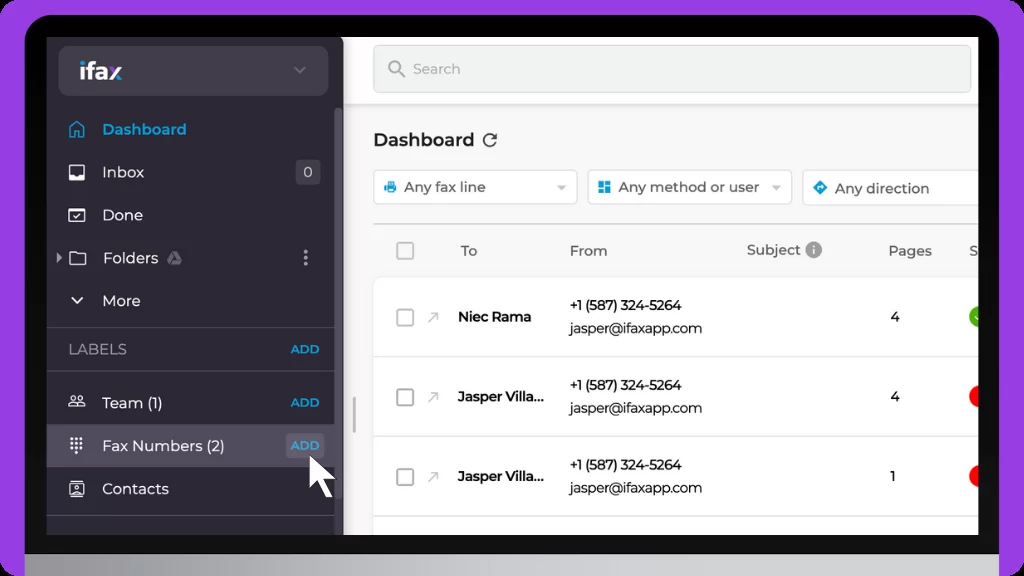 ifax
Dashboard
Inbox 0
Done
Folders
More
LABELS ADD
Team (1) ADD
Fax Numbers (2) ADD
Contacts
Search
Dashboard
Any fax line Any method or user Any direction
To From Subject Pages S
Niec Rama +1 (587) 324-5264 4
jasper@ifaxapp.com
Jasper Villa... +1 (587) 324-5264 4
jasper@ifaxapp.com
Jasper Villa... +1 (587) 324-5264 1
jasper@ifaxapp.com